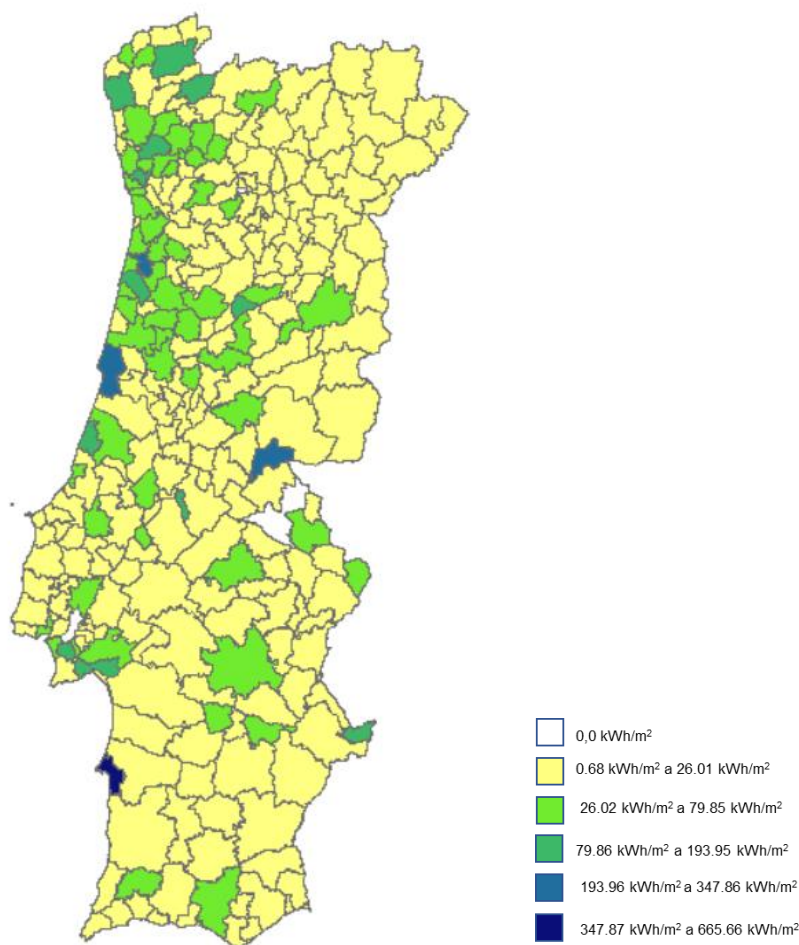 0,0 kWh/m²
0.68 kWh/m² a 26.01 kWh/m²
26.02 kWh/m² a 79.85 kWh/m²
79.86 kWh/m² a 193.95 kWh/m²
193.96 kWh/m² a 347.86 kWh/m²
347.87 kWh/m² a 665.66 kWh/m²